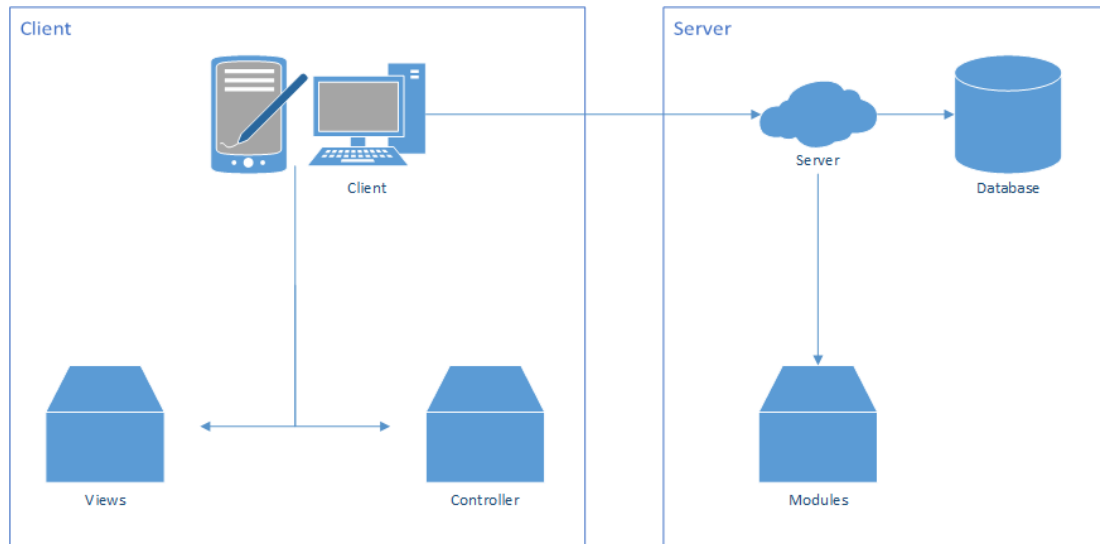 Client
Server
Client
Server
Database
Views
Controller
Modules